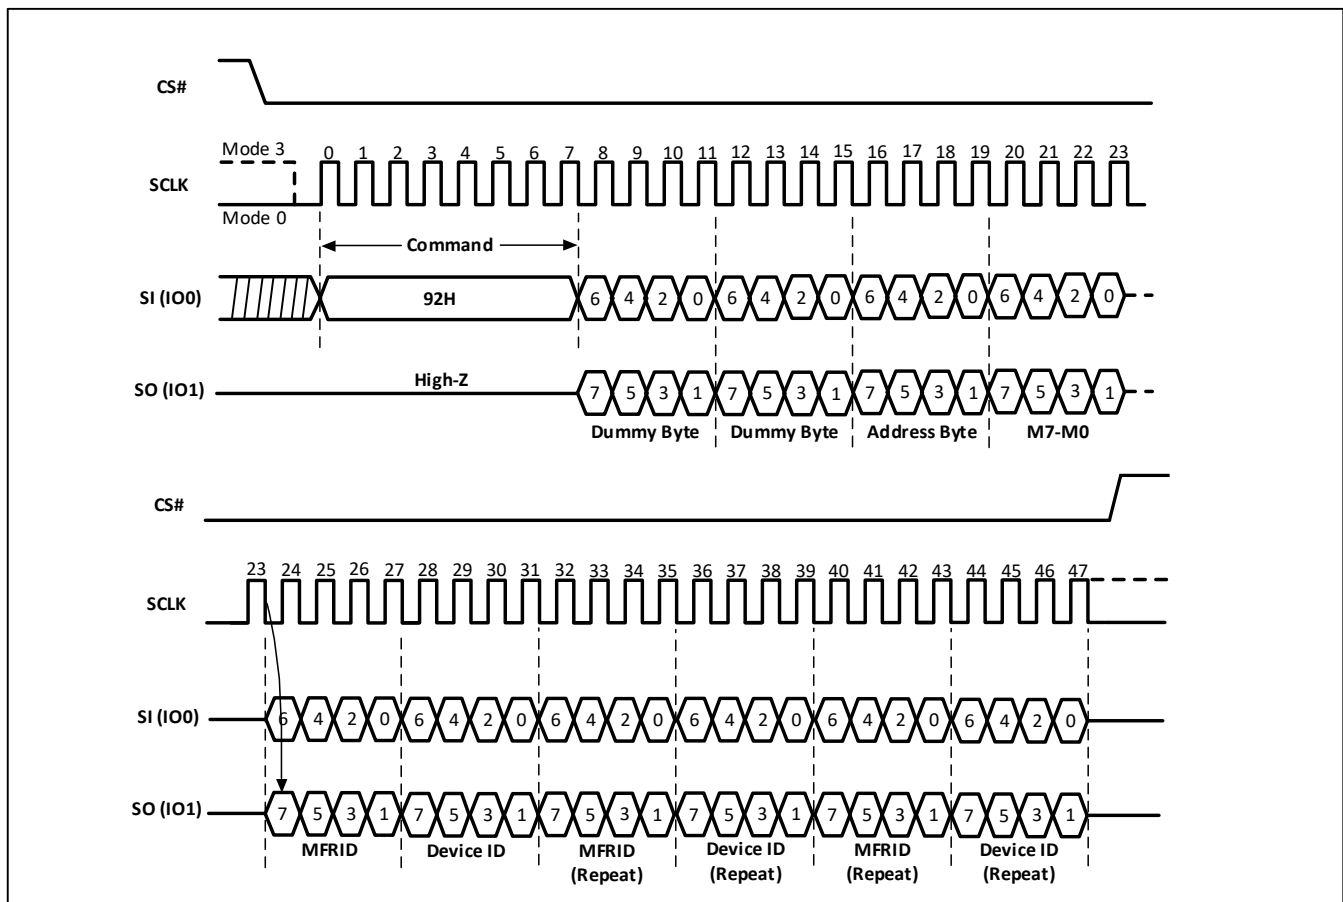 CS#
Mode 3
0 1 2 3 4 5 6 7 8 9 10 11 12 13 14 15 16 17 18 19 20 21 22 23
SCLK
Mode 0
Command
SI (IO0) 92H 6 4 2 0 6 4 2 0 6 4 2 0 6 4 2 0
High-Z
SO (IO1) 7 5 3 1 7 5 3 1 7 5 3 1 7 5 3 1
Dummy Byte Dummy Byte Address Byte M7-M0
CS#
23 24 25 26 27 28 29 30 31 32 33 34 35 36 37 38 39 40 41 42 43 44 45 46 47
SCLK
SI (IO0) 6 4 2 0 6 4 2 0 6 4 2 0 6 4 2 0 6 4 2 0 6 4 2 0
SO (IO1) 7 5 3 1 7 5 3 1 7 5 3 1 7 5 3 1 7 5 3 1 7 5 3 1
MFRID Device ID MFRID Device ID MFRID Device ID
(Repeat) (Repeat) (Repeat) (Repeat)